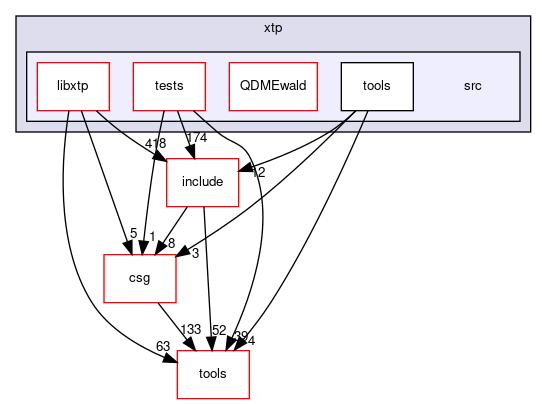 xtp
libxtp
tests
QDMEwald
tools
src
418
174
include
12
5
1
8
3
csg
133
52
39
4
63
tools